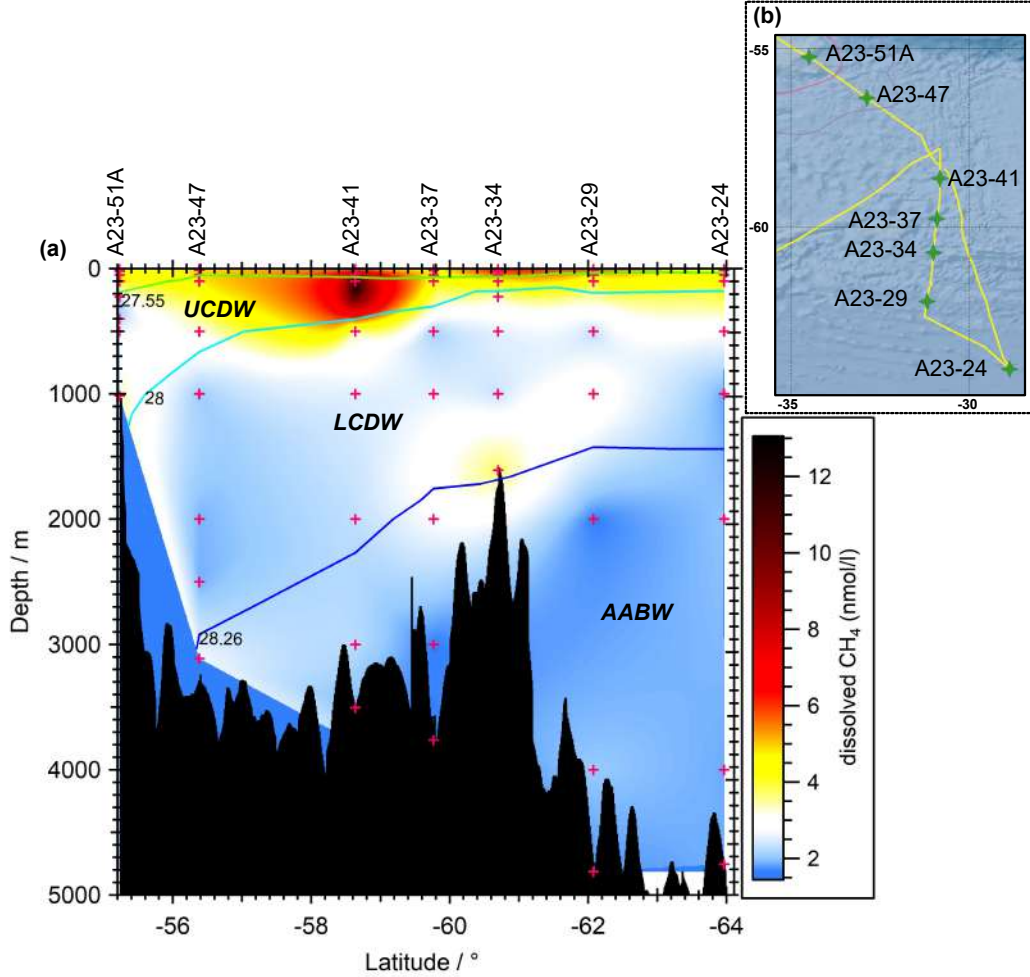 (b)
-55
-60
-35
-30
A23-51A
A23-47
A23-41
A23-37
A23-34
A23-29
A23-24
(a)
A23-51A
A23-47
A23-41
A23-37
A23-34
A23-29
A23-24
0
1000
2000
3000
4000
5000
Depth / m
27.55
UCDW
28
LCDW
28.26
AABW
-56
-58
-60
-62
-64
Latitude / °
12
10
8
6
4
2
dissolved CH₄ (nmol/l)